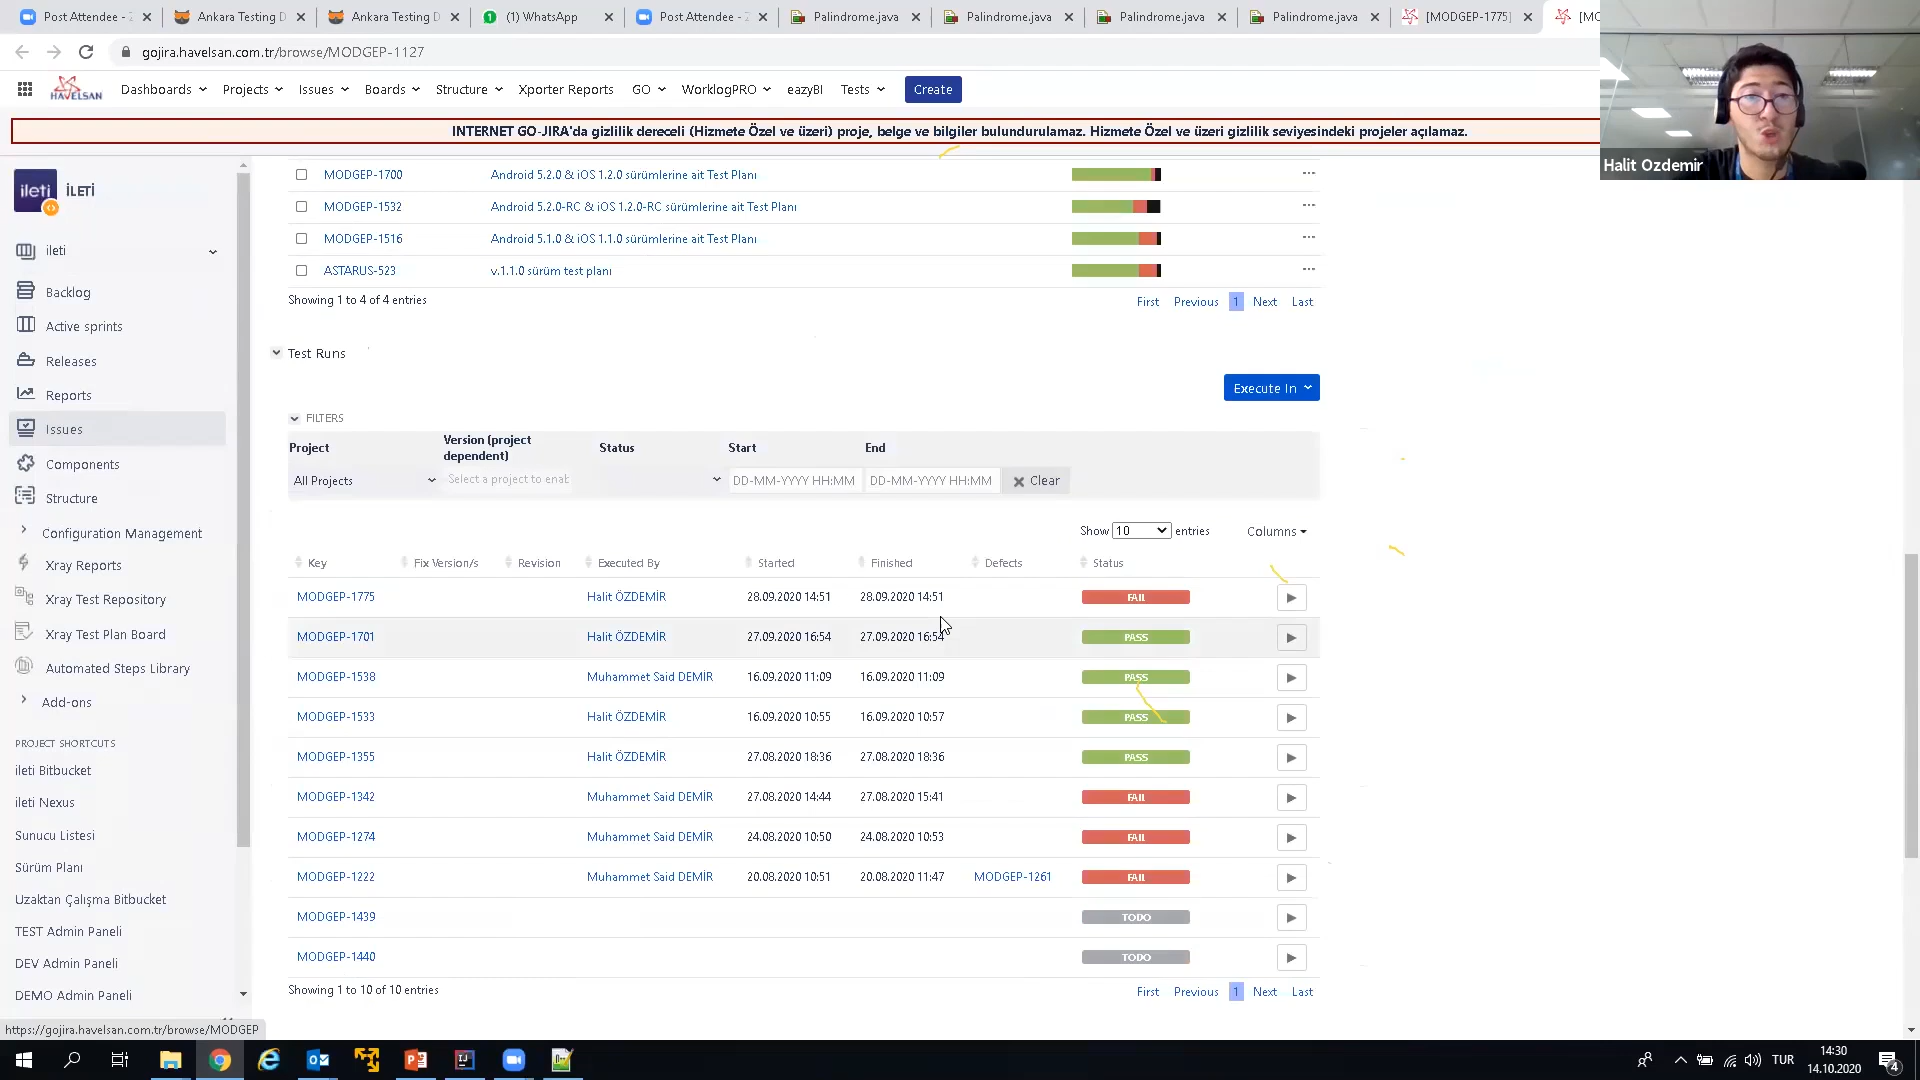 Post Attendee - Z
Ankara Testing D
Ankara Testing D
(1) WhatsApp
Post Attendee - Z
Palindrome.java
Palindrome.java
Palindrome.java
Palindrome.java
[MODGEP-1775]
[MO
gojira.havelsan.com.tr/browse/MODGEP-1127
HAVELSAN
Dashboards Projects Issues Boards Structure Xporter Reports GO WorklogPRO eazyBI Tests Create
INTERNET GO-JIRA'da gizlilik dereceli (Hizmete Özel ve üzeri) proje, belge ve bilgiler bulundurulamaz. Hizmete Özel ve üzeri gizlilik seviyesindeki projeler açılamaz.
Halit Ozdemir
ileti İLETİ
ileti
Backlog
Active sprints
Releases
Reports
Issues
Components
Structure
Configuration Management
Xray Reports
Xray Test Repository
Xray Test Plan Board
Automated Steps Library
Add-ons
PROJECT SHORTCUTS
ileti Bitbucket
ileti Nexus
Sunucu Listesi
Sürüm Planı
Uzaktan Çalışma Bitbucket
TEST Admin Paneli
DEV Admin Paneli
DEMO Admin Paneli
MODGEP-1700 Android 5.2.0 & iOS 1.2.0 sürümlerine ait Test Planı
MODGEP-1532 Android 5.2.0-RC & iOS 1.2.0-RC sürümlerine ait Test Planı
MODGEP-1516 Android 5.1.0 & iOS 1.1.0 sürümlerine ait Test Planı
ASTARUS-523 v.1.1.0 sürüm test planı
Showing 1 to 4 of 4 entries First Previous 1 Next Last
Test Runs
Execute In
FILTERS
Project Version (project dependent) Status Start End
All Projects Select a project to enab DD-MM-YYYY HH:MM DD-MM-YYYY HH:MM Clear
Show 10 entries Columns
Key Fix Version/s Revision Executed By Started Finished Defects Status
MODGEP-1775 Halit ÖZDEMİR 28.09.2020 14:51 28.09.2020 14:51 FAIL
MODGEP-1701 Halit ÖZDEMİR 27.09.2020 16:54 27.09.2020 16:54 PASS
MODGEP-1538 Muhammet Said DEMİR 16.09.2020 11:09 16.09.2020 11:09 PASS
MODGEP-1533 Halit ÖZDEMİR 16.09.2020 10:55 16.09.2020 10:57 PASS
MODGEP-1355 Halit ÖZDEMİR 27.08.2020 18:36 27.08.2020 18:36 PASS
MODGEP-1342 Muhammet Said DEMİR 27.08.2020 14:44 27.08.2020 15:41 FAIL
MODGEP-1274 Muhammet Said DEMİR 24.08.2020 10:50 24.08.2020 10:53 FAIL
MODGEP-1222 Muhammet Said DEMİR 20.08.2020 10:51 20.08.2020 11:47 MODGEP-1261 FAIL
MODGEP-1439 TODO
MODGEP-1440 TODO
Showing 1 to 10 of 10 entries First Previous 1 Next Last
https://gojira.havelsan.com.tr/browse/MODGEP
TUR
14:30
14.10.2020
4